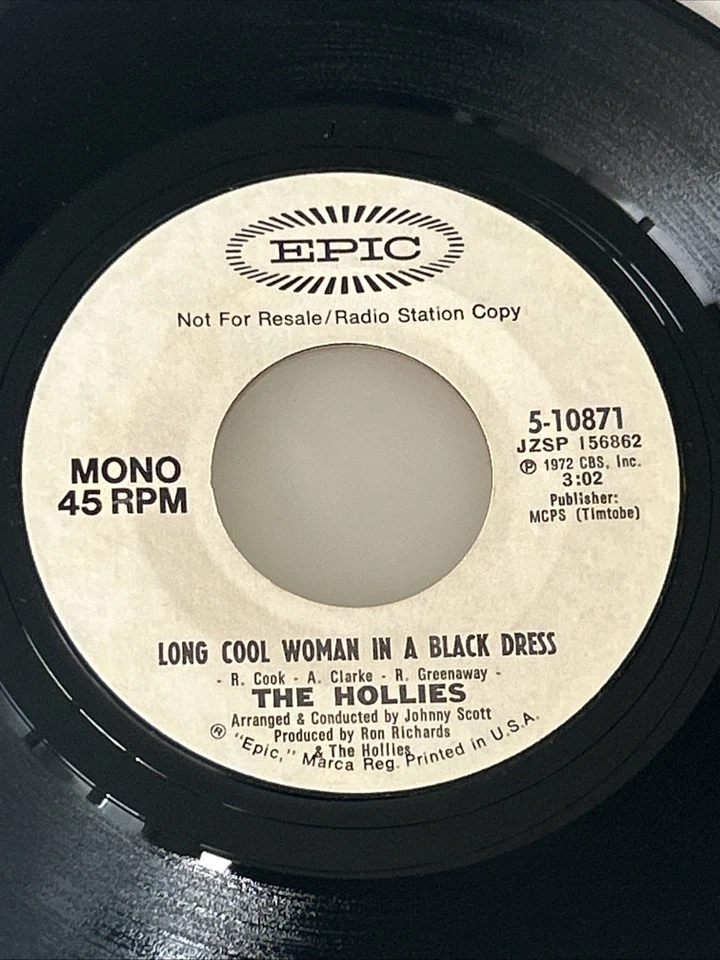 EPIC
Not For Resale/Radio Station Copy
MONO
45 RPM
5-10871
JZSP 156862
℗ 1972 CBS, Inc.
3:02
Publisher:
MCPS (Timtobe)
LONG COOL WOMAN IN A BLACK DRESS
- R. Cook - A. Clarke - R. Greenaway -
THE HOLLIES
Arranged & Conducted by Johnny Scott
Produced by Ron Richards
& The Hollies
® "Epic," Marca Reg. Printed in U.S.A.